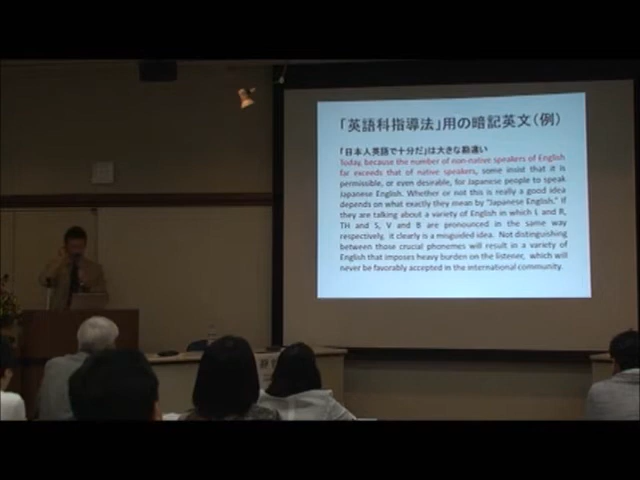 「英語科指導法」用の暗記英文（例）
「日本人英語で十分だ」は大きな勘違い
Today, because the number of non-native speakers of English
far exceeds that of native speakers, some insist that it is
permissible, or even desirable, for Japanese people to speak
Japanese English. Whether or not this is really a good idea
depends on what exactly they mean by "Japanese English." If
they are talking about a variety of English in which L and R,
TH and S, V and B are pronounced in the same way
respectively, it clearly is a misguided idea. Not distinguishing
between those crucial phonemes will result in a variety of
English that imposes heavy burden on the listener, which will
never be favorably accepted in the international community.